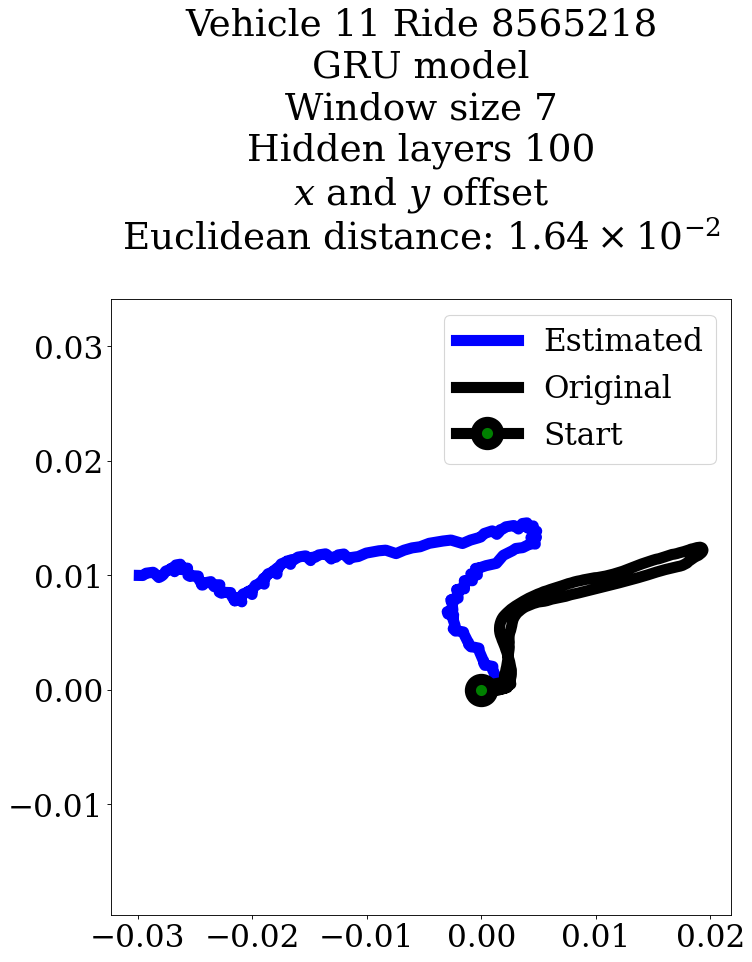 Vehicle 11 Ride 8565218
GRU model
Window size 7
Hidden layers 100
x and y offset
Euclidean distance: 1.64 × 10⁻²
Estimated
Original
Start
0.03
0.02
0.01
0.00
−0.01
−0.03 −0.02 −0.01 0.00 0.01 0.02